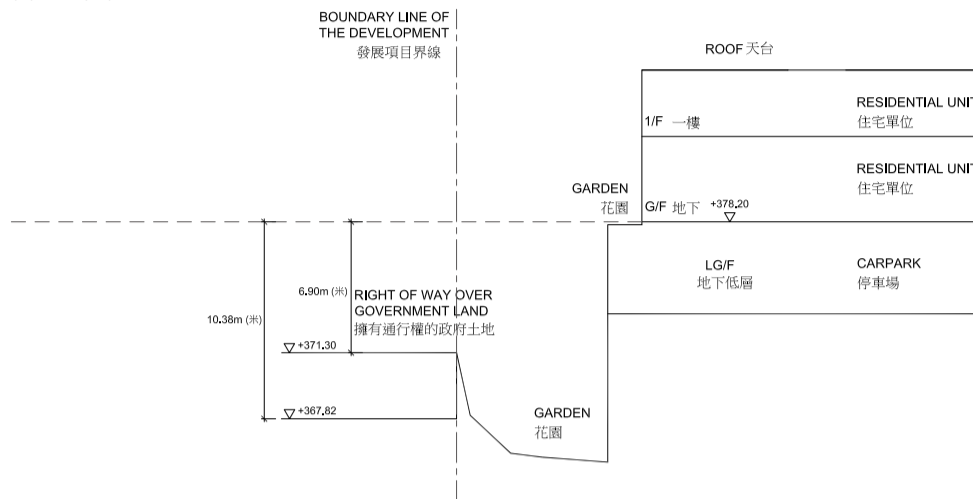 BOUNDARY LINE OF
THE DEVELOPMENT
發展項目界線
ROOF 天台
1/F 一樓
RESIDENTIAL UNIT
住宅單位
RESIDENTIAL UNIT
住宅單位
GARDEN
花園
G/F 地下 +378.20
LG/F
地下低層
CARPARK
停車場
6.90m (米)
RIGHT OF WAY OVER
GOVERNMENT LAND
擁有通行權的政府土地
10.38m (米)
+371.30
+367.82
GARDEN
花園